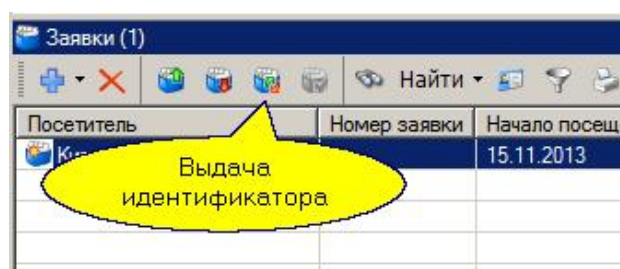 Заявки (1)
Найти
Посетитель Номер заявки Начало посещ
15.11.2013
Выдача
идентификатора